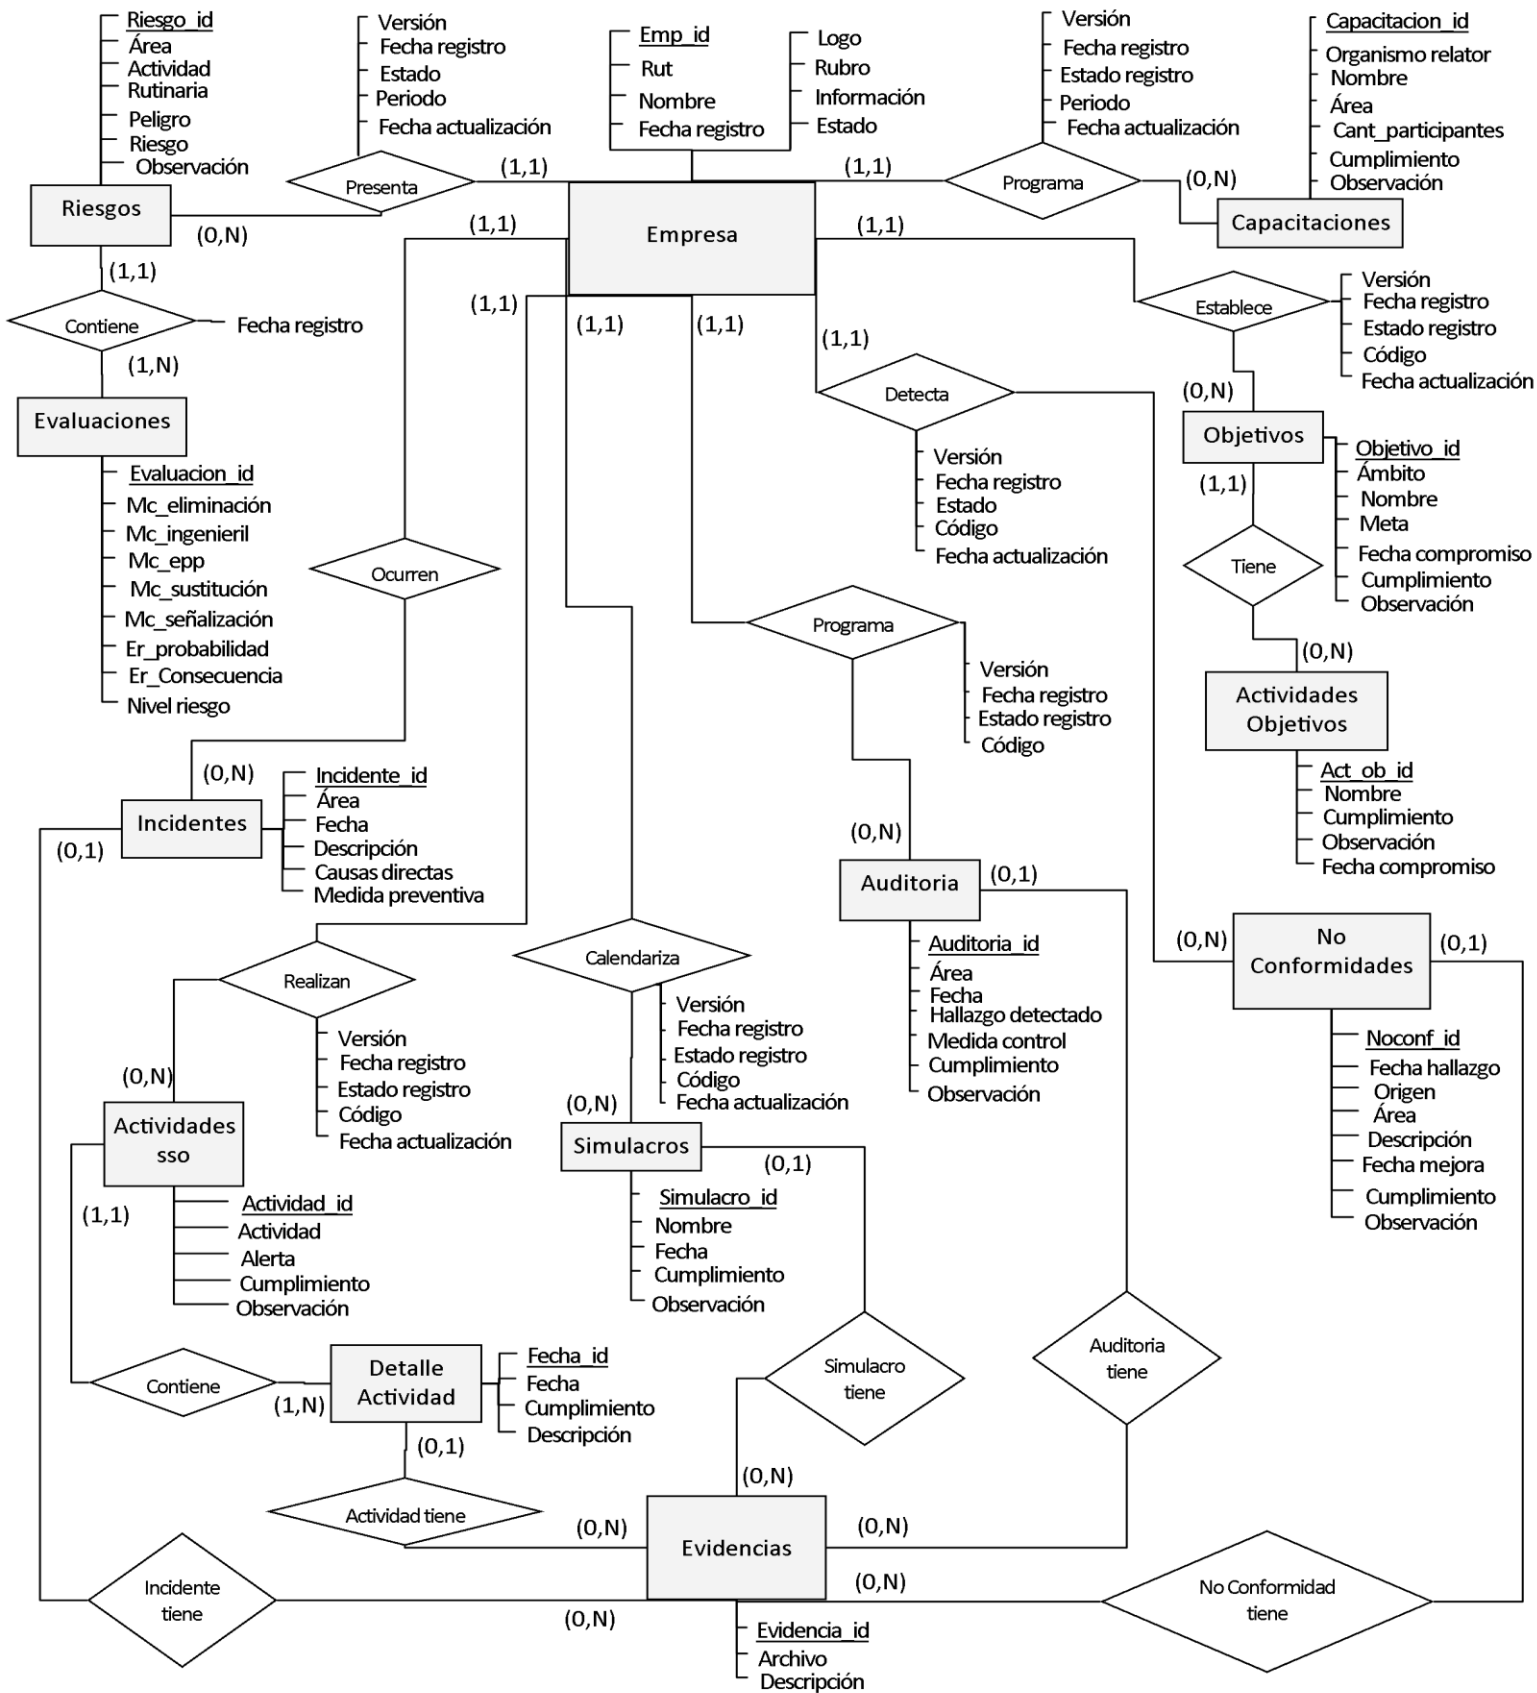 Riesgo_id
Área
Actividad
Rutinaria
Peligro
Riesgo
Observación
Versión
Fecha registro
Estado
Periodo
Fecha actualización
Emp_id
Rut
Nombre
Fecha registro
Logo
Rubro
Información
Estado
Versión
Fecha registro
Estado registro
Periodo
Fecha actualización
Capacitacion_id
Organismo relator
Nombre
Área
Cant_participantes
Cumplimiento
Observación
Riesgos
(0,N)
Presenta
(1,1)
Empresa
(1,1)
Programa
(0,N)
Capacitaciones
(1,1)
(1,1)
(1,1)
(1,1)
(1,1)
(1,1)
(1,1)
Contiene
Fecha registro
(1,N)
Evaluaciones
Evaluacion_id
Mc_eliminación
Mc_ingenieril
Mc_epp
Mc_sustitución
Mc_señalización
Er_probabilidad
Er_Consecuencia
Nivel riesgo
Establece
Versión
Fecha registro
Estado registro
Código
Fecha actualización
(0,N)
Objetivos
Objetivo_id
Ámbito
Nombre
Meta
Fecha compromiso
Cumplimiento
Observación
(1,1)
Tiene
(0,N)
Actividades
Objetivos
Act_ob_id
Nombre
Cumplimiento
Observación
Fecha compromiso
Detecta
Versión
Fecha registro
Estado
Código
Fecha actualización
Ocurren
Programa
Versión
Fecha registro
Estado registro
Código
(0,N)
Incidentes
(0,1)
Incidente_id
Área
Fecha
Descripción
Causas directas
Medida preventiva
(0,N)
Auditoria
(0,1)
Auditoria_id
Área
Fecha
Hallazgo detectado
Medida control
Cumplimiento
Observación
(0,N)
No
Conformidades
(0,1)
Noconf_id
Fecha hallazgo
Origen
Área
Descripción
Fecha mejora
Cumplimiento
Observación
Realizan
Versión
Fecha registro
Estado registro
Código
Fecha actualización
Calendariza
Versión
Fecha registro
Estado registro
Código
Fecha actualización
(0,N)
Actividades
sso
(1,1)
Actividad_id
Actividad
Alerta
Cumplimiento
Observación
(0,N)
Simulacros
(0,1)
Simulacro_id
Nombre
Fecha
Cumplimiento
Observación
Contiene
(1,N)
Detalle
Actividad
Fecha_id
Fecha
Cumplimiento
Descripción
(0,1)
Actividad tiene
(0,N)
Simulacro
tiene
(0,N)
Auditoria
tiene
(0,N)
Evidencias
Incidente
tiene
(0,N)
(0,N)
No Conformidad
tiene
Evidencia_id
Archivo
Descripción